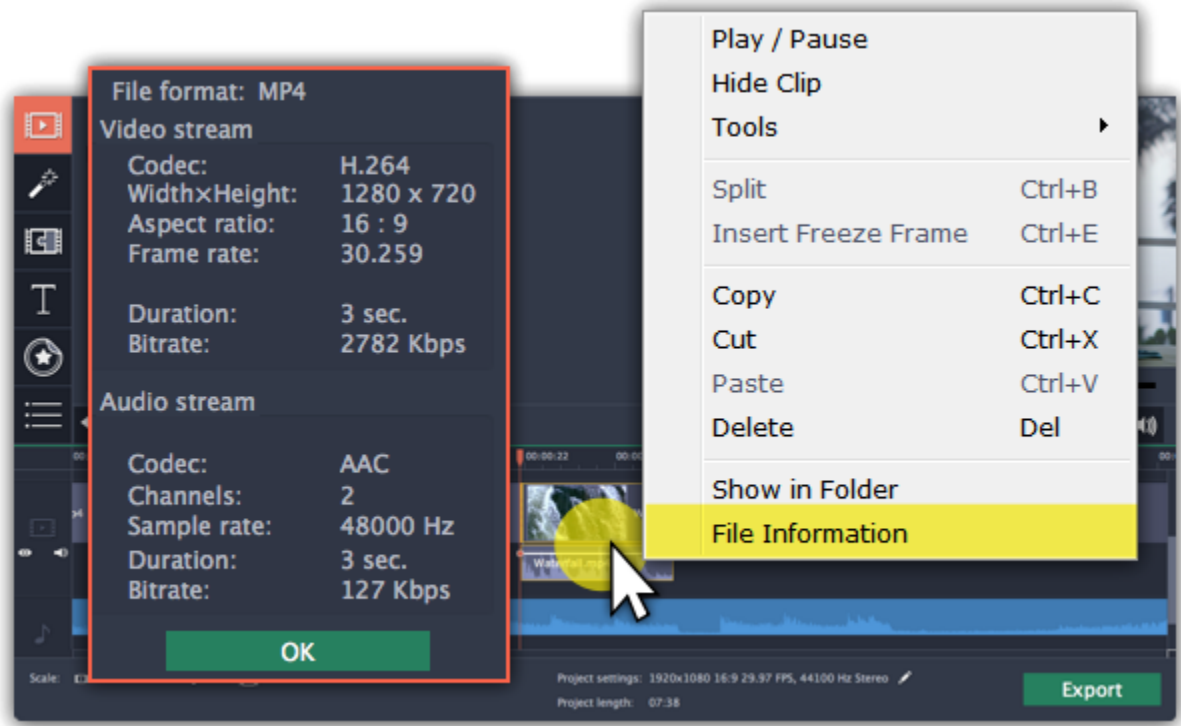 File format: MP4
Video stream
Codec: H.264
Width×Height: 1280 x 720
Aspect ratio: 16 : 9
Frame rate: 30.259
Duration: 3 sec.
Bitrate: 2782 Kbps
Audio stream
Codec: AAC
Channels: 2
Sample rate: 48000 Hz
Duration: 3 sec.
Bitrate: 127 Kbps
OK
Play / Pause
Hide Clip
Tools
Split Ctrl+B
Insert Freeze Frame Ctrl+E
Copy Ctrl+C
Cut Ctrl+X
Paste Ctrl+V
Delete Del
Show in Folder
File Information
T
00:00:22
Scale:
Project settings: 1920x1080 16:9 29.97 FPS, 44100 Hz Stereo
Project length: 07:38
Export